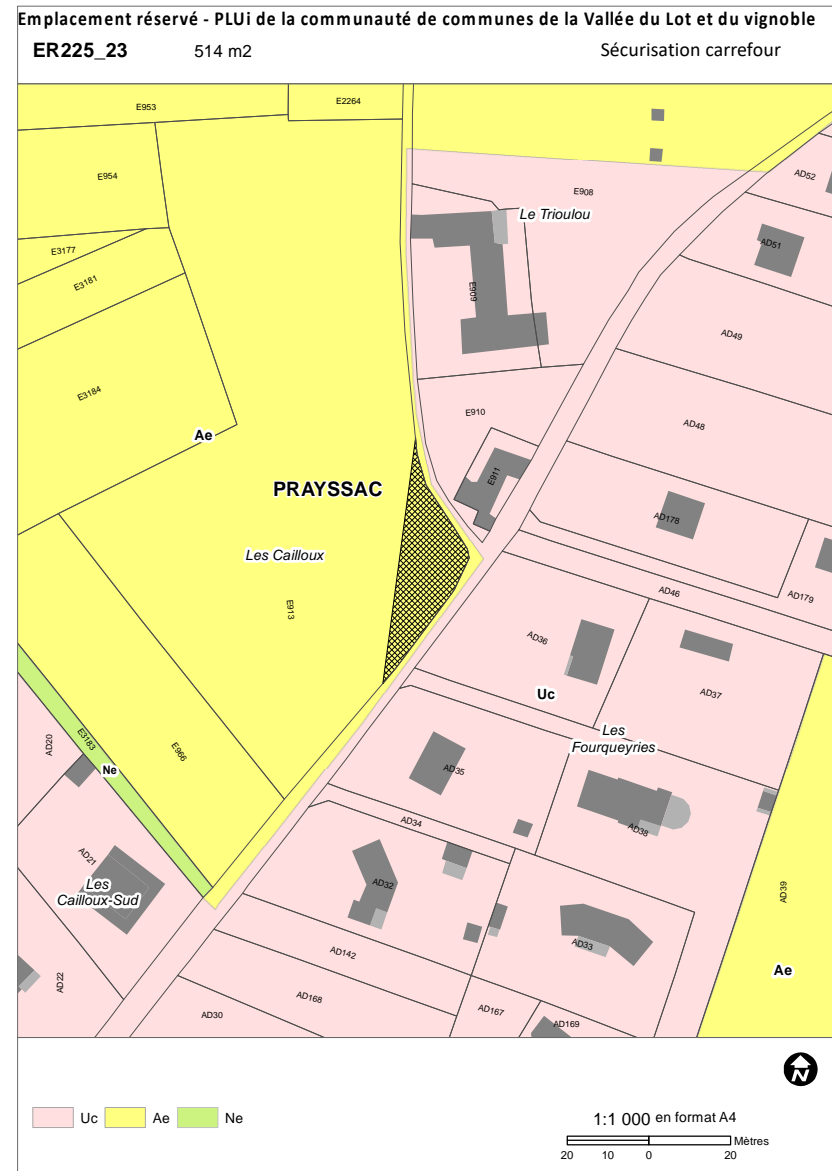 Emplacement réservé - PLUi de la communauté de communes de la Vallée du Lot et du vignoble
ER225_23 514 m2 Sécurisation carrefour
E953
E2264
E954
E908
AD52
Le Trioulou
E3177
AD51
E3181
E909
AD49
E3184
E910
AD48
Ae
E911
PRAYSSAC
AD178
Les Cailloux
AD46
AD179
E913
AD36
Uc
AD37
AD20
E3183
E966
Les
Fourqueyries
Ne
AD35
AD34
AD38
AD21
Les
Cailloux-Sud
AD32
AD39
AD33
AD142
Ae
AD22
AD168
AD30
AD167
AD169
N
Uc Ae Ne
1:1 000 en format A4
Mètres
20 10 0 20